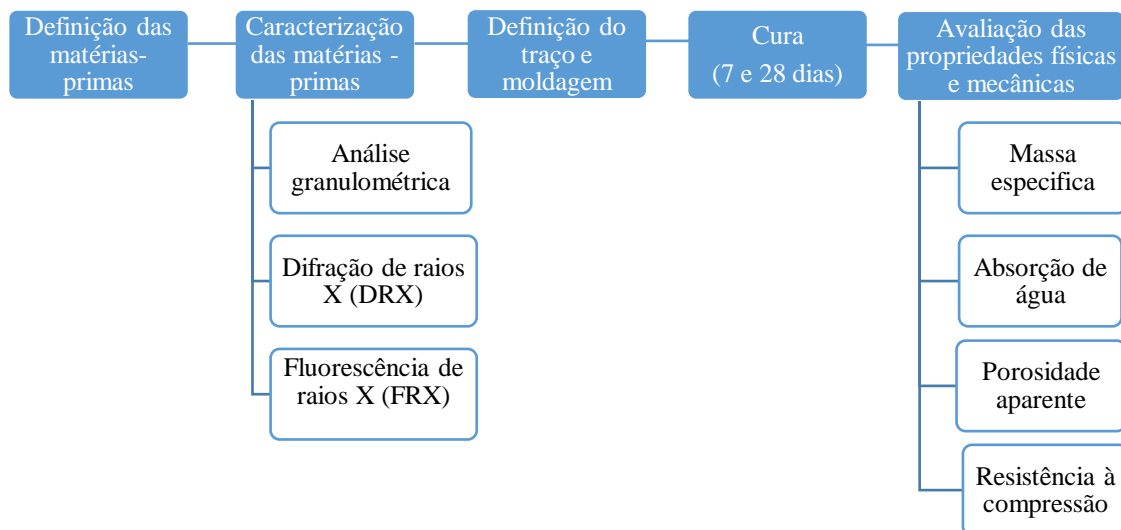 Definição das
matérias-
primas
Caracterização
das matérias -
primas
Definição do
traço e
moldagem
Cura
(7 e 28 dias)
Avaliação das
propriedades físicas
e mecânicas
Análise
granulométrica
Difração de raios
X (DRX)
Fluorescência de
raios X (FRX)
Massa
especifica
Absorção de
água
Porosidade
aparente
Resistência à
compressão